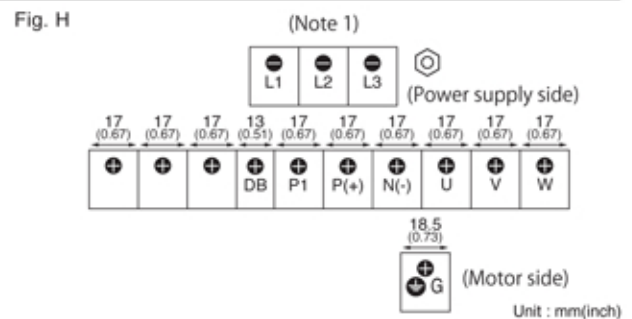 Fig. H
(Note 1)
L1 L2 L3
(Power supply side)
17 17 17 13 17 17 17 17 17 17
(0.67) (0.67) (0.67) (0.51) (0.67) (0.67) (0.67) (0.67) (0.67) (0.67)
DB P1 P(+) N(-) U V W
18.5
(0.73)
G (Motor side)
Unit : mm(inch)